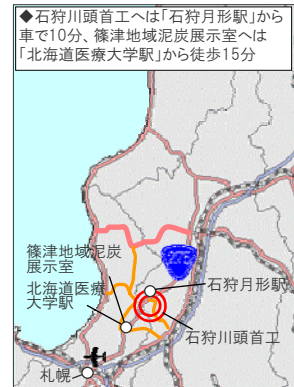 ◆石狩川頭首工へは「石狩月形駅」から
車で10分、篠津地域泥炭展示室へは
「北海道医療大学駅」から徒歩15分
篠津地域泥炭
展示室
北海道医療
大学駅
石狩月形駅
石狩川頭首工
札幌